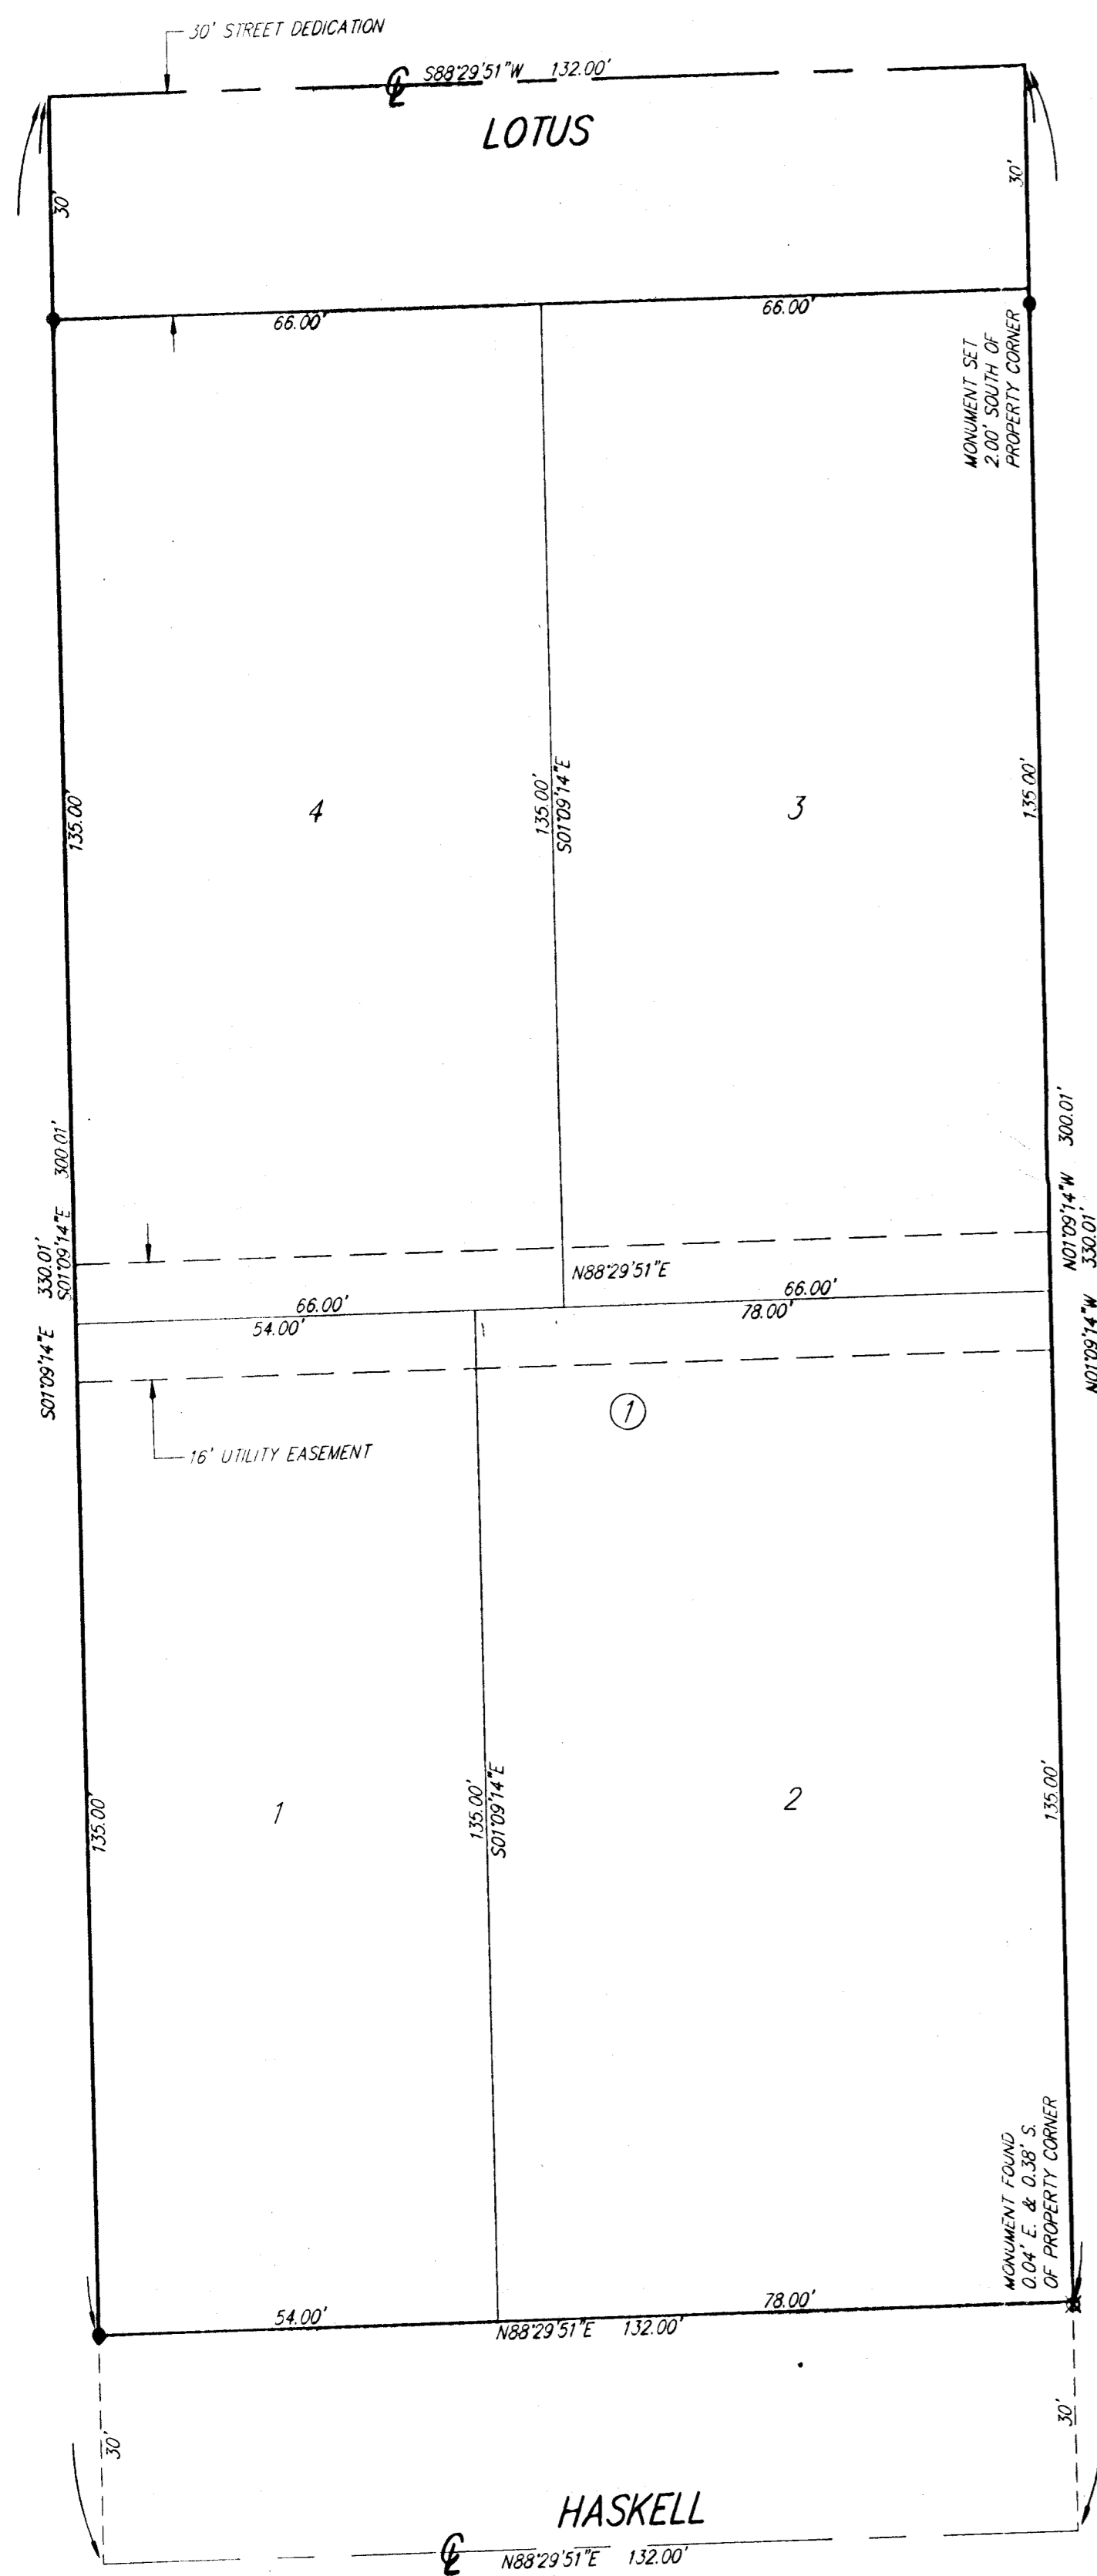 30' STREET DEDICATION
℄ S88°29'51"W 132.00'
LOTUS
30'
30'
66.00'
66.00'
MONUMENT SET
2.00' SOUTH OF
PROPERTY CORNER
135.00'
4
135.00'
S01°09'14"E
3
135.00'
S01°09'14"E 330.01'
S01°09'14"E 300.01'
N01°09'14"W 300.01'
N01°09'14"W 330.01'
N88°29'51"E
66.00'
66.00'
54.00'
78.00'
1
16' UTILITY EASEMENT
135.00'
1
135.00'
S01°09'14"E
2
135.00'
MONUMENT FOUND
0.04' E. & 0.38' S.
OF PROPERTY CORNER
54.00'
78.00'
N88°29'51"E 132.00'
30'
30'
HASKELL
℄ N88°29'51"E 132.00'